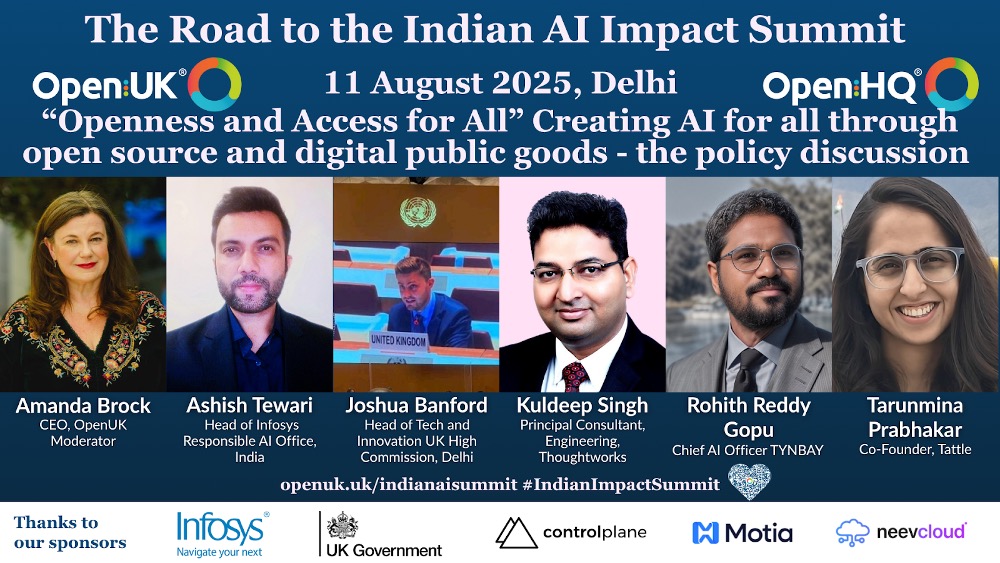 The Road to the Indian AI Impact Summit
Open:UK®
11 August 2025, Delhi
Open:HQ®
“Openness and Access for All” Creating AI for all through
open source and digital public goods - the policy discussion
UNITED KINGDOM
Amanda Brock
CEO, OpenUK
Moderator
Ashish Tewari
Head of Infosys
Responsible AI Office,
India
Joshua Banford
Head of Tech and
Innovation UK High
Commission, Delhi
Kuldeep Singh
Principal Consultant,
Engineering,
Thoughtworks
Rohith Reddy
Gopu
Chief AI Officer TYNBAY
Tarunmina
Prabhakar
Co-Founder, Tattle
openuk.uk/indianaisummit #IndianImpactSummit
Thanks to
our sponsors
Infosys®
Navigate your next
UK Government
controlplane
Motia
neevcloud